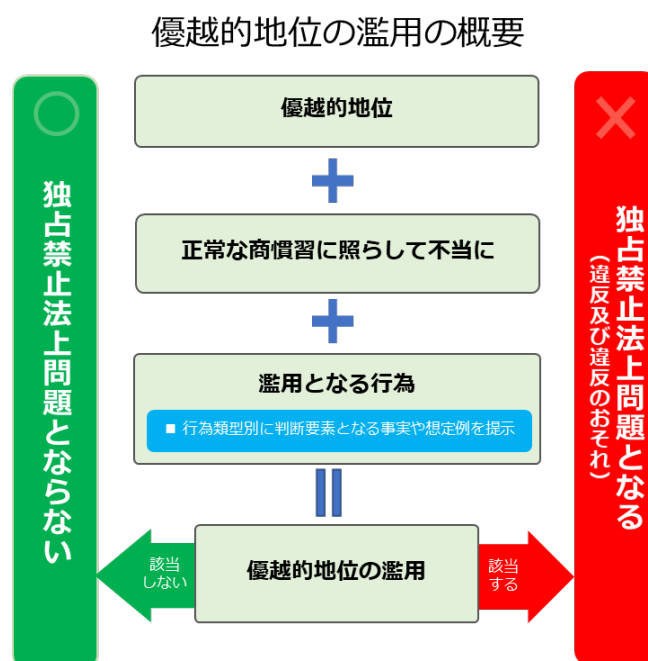 優越的地位の濫用の概要
優越的地位
正常な商慣習に照らして不当に
濫用となる行為
■ 行為類型別に判断要素となる事実や想定例を提示
優越的地位の濫用
該当
しない
該当
する
独占禁止法上問題とならない
独占禁止法上問題となる
（違反及び違反のおそれ）